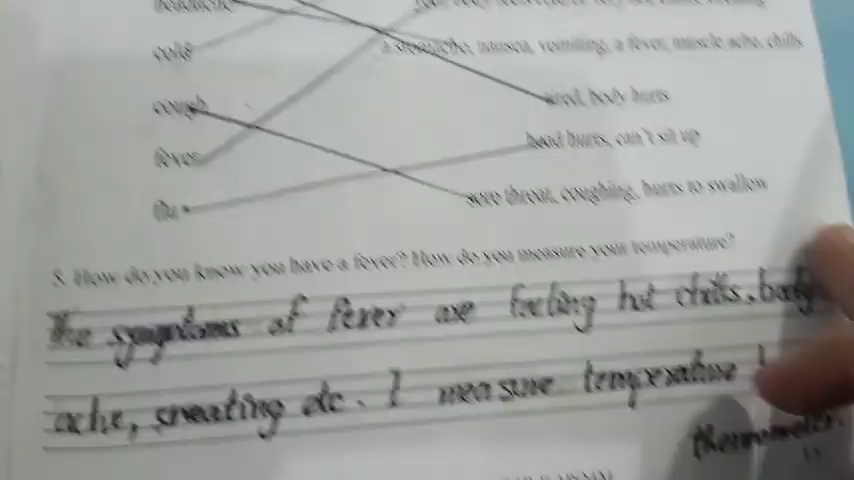 headache
cold
a stomache, nausea, vomiting, a fever, muscle ache, chills
cough
tired, body hurts
fever
head hurts, can't sit up
flu
sore throat, coughing, hurts to swallow
5. How do you know you have a fever? How do you measure your temperature?
The symptoms of fever are feeling hot chills, body
ache, sneating etc. I measure temperature
thermometer.